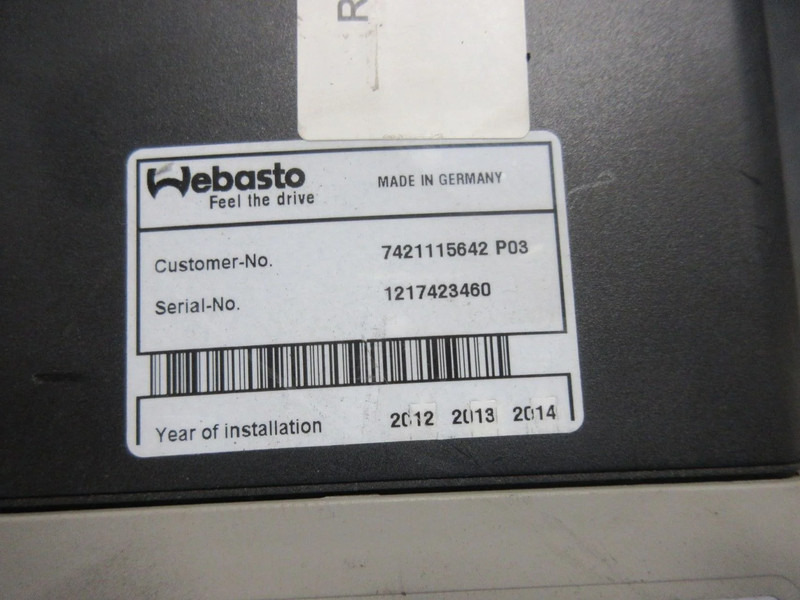 R
Webasto
Feel the drive
MADE IN GERMANY
Customer-No. 7421115642 P03
Serial-No. 1217423460
Year of installation 2012 2013 2014